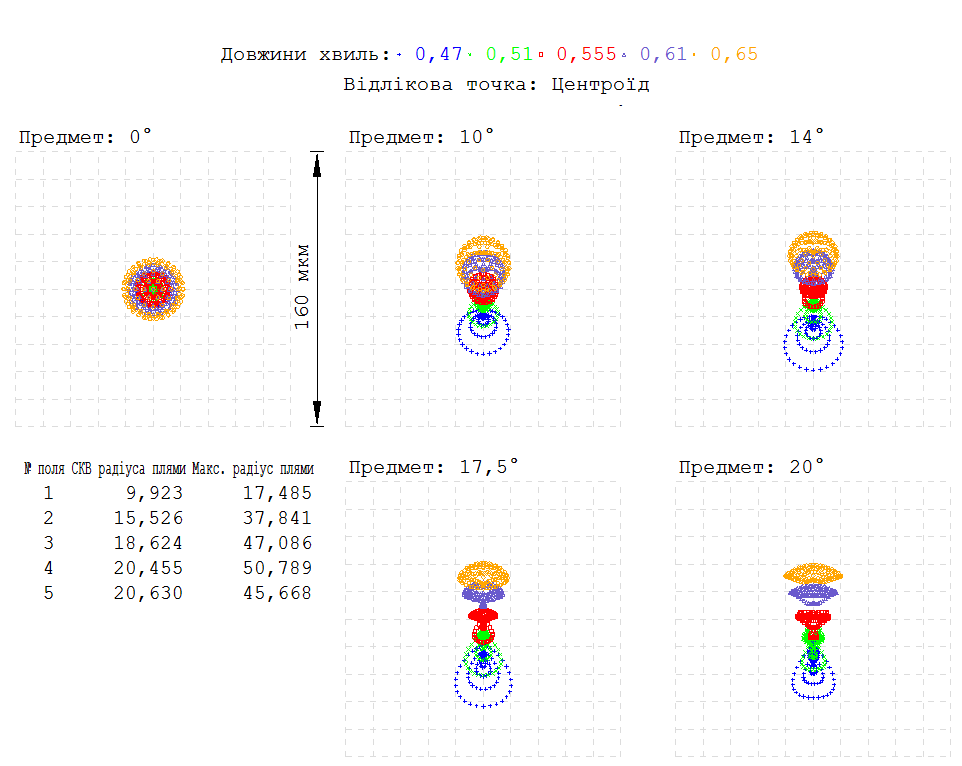 Довжини хвиль: 0,47 0,51 0,555 0,61 0,65
Відлікова точка: Центроїд
Предмет: 0°
Предмет: 10°
Предмет: 14°
160 мкм
№ поля СКВ радіуса плями Макс. радіус плями
1 9,923 17,485
2 15,526 37,841
3 18,624 47,086
4 20,455 50,789
5 20,630 45,668
Предмет: 17,5°
Предмет: 20°